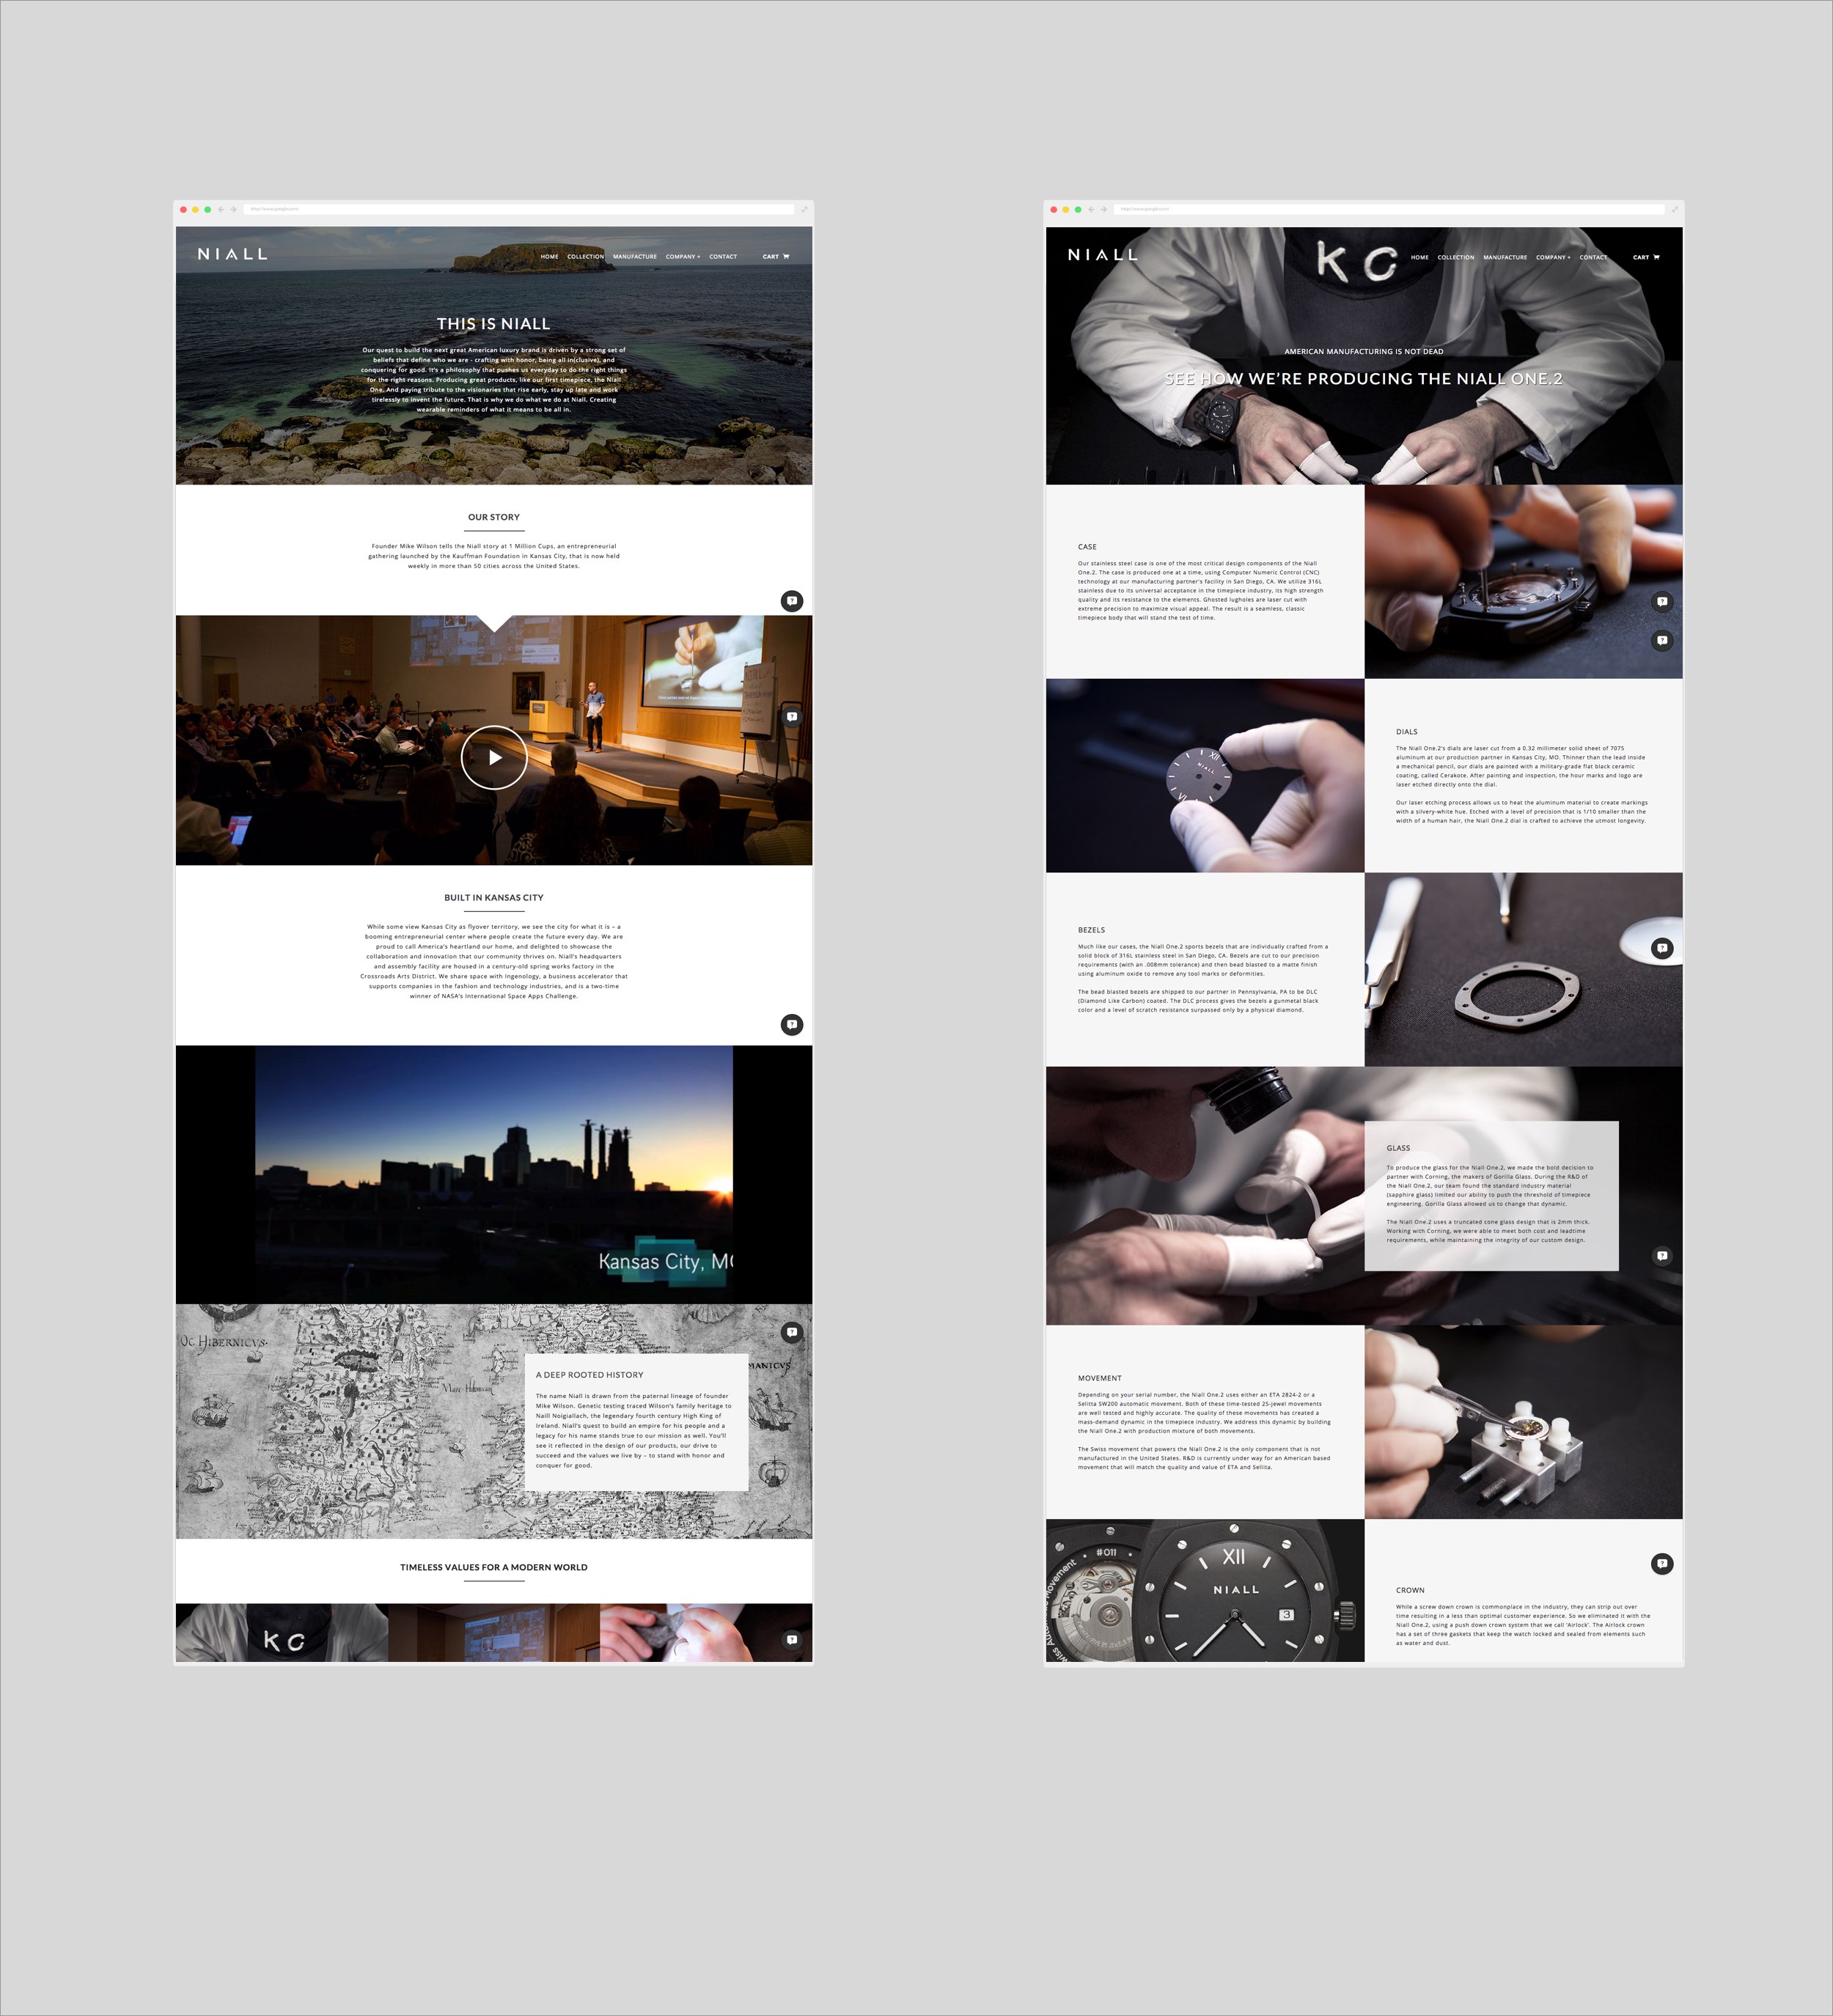 http://www.google.com/
NIALL
HOME COLLECTION MANUFACTURE COMPANY + CONTACT CART
THIS IS NIALL
Our quest to build the next great American luxury brand is driven by a strong set of
beliefs that define who we are - crafting with honor, being all in(clusive), and
conquering for good. It's a philosophy that pushes us everyday to do the right things
for the right reasons. Producing great products, like our first timepiece, the Niall
One. And paying tribute to the visionaries that rise early, stay up late and work
tirelessly to invent the future. That is why we do what we do at Niall. Creating
wearable reminders of what it means to be all in.
OUR STORY
Founder Mike Wilson tells the Niall story at 1 Million Cups, an entrepreneurial
gathering launched by the Kauffman Foundation in Kansas City, that is now held
weekly in more than 50 cities across the United States.
BUILT IN KANSAS CITY
While some view Kansas City as flyover territory, we see the city for what it is – a
booming entrepreneurial center where people create the future every day. We are
proud to call America's heartland our home, and delighted to showcase the
collaboration and innovation that our community thrives on. Niall's headquarters
and assembly facility are housed in a century-old spring works factory in the
Crossroads Arts District. We share space with Ingenology, a business accelerator that
supports companies in the fashion and technology industries, and is a two-time
winner of NASA's International Space Apps Challenge.
Kansas City, MO
OC HIBERNICVS·
MANTICVS
A DEEP ROOTED HISTORY
The name Niall is drawn from the paternal lineage of founder
Mike Wilson. Genetic testing traced Wilson's family heritage to
Naill Noigiallach, the legendary fourth century High King of
Ireland. Niall's quest to build an empire for his people and a
legacy for his name stands true to our mission as well. You'll
see it reflected in the design of our products, our drive to
succeed and the values we live by – to stand with honor and
conquer for good.
TIMELESS VALUES FOR A MODERN WORLD
KC
http://www.google.com/
NIALL
KC
HOME COLLECTION MANUFACTURE COMPANY + CONTACT CART
AMERICAN MANUFACTURING IS NOT DEAD
SEE HOW WE'RE PRODUCING THE NIALL ONE.2
CASE
Our stainless steel case is one of the most critical design components of the Niall
One.2. The case is produced one at a time, using Computer Numeric Control (CNC)
technology at our manufacturing partner's facility in San Diego, CA. We utilize 316L
stainless due to its universal acceptance in the timepiece industry, its high strength
quality and its resistance to the elements. Ghosted lugholes are laser cut with
extreme precision to maximize visual appeal. The result is a seamless, classic
timepiece body that will stand the test of time.
XII
NIALL
VI
DIALS
The Niall One.2's dials are laser cut from a 0.32 millimeter solid sheet of 7075
aluminum at our production partner in Kansas City, MO. Thinner than the lead inside
a mechanical pencil, our dials are painted with a military-grade flat black ceramic
coating, called Cerakote. After painting and inspection, the hour marks and logo are
laser etched directly onto the dial.
Our laser etching process allows us to heat the aluminum material to create markings
with a silvery-white hue. Etched with a level of precision that is 1/10 smaller than the
width of a human hair, the Niall One.2 dial is crafted to achieve the utmost longevity.
BEZELS
Much like our cases, the Niall One.2 sports bezels that are individually crafted from a
solid block of 316L stainless steel in San Diego, CA. Bezels are cut to our precision
requirements (with an .008mm tolerance) and then bead blasted to a matte finish
using aluminum oxide to remove any tool marks or deformities.
The bead blasted bezels are shipped to our partner in Pennsylvania, PA to be DLC
(Diamond Like Carbon) coated. The DLC process gives the bezels a gunmetal black
color and a level of scratch resistance surpassed only by a physical diamond.
GLASS
To produce the glass for the Niall One.2, we made the bold decision to
partner with Corning, the makers of Gorilla Glass. During the R&D of
the Niall One.2, our team found the standard industry material
(sapphire glass) limited our ability to push the threshold of timepiece
engineering. Gorilla Glass allowed us to change that dynamic.
The Niall One.2 uses a truncated cone glass design that is 2mm thick.
Working with Corning, we were able to meet both cost and leadtime
requirements, while maintaining the integrity of our custom design.
MOVEMENT
Depending on your serial number, the Niall One.2 uses either an ETA 2824-2 or a
Selitta SW200 automatic movement. Both of these time-tested 25-jewel movements
are well tested and highly accurate. The quality of these movements has created a
mass-demand dynamic in the timepiece industry. We address this dynamic by building
the Niall One.2 with production mixture of both movements.
The Swiss movement that powers the Niall One.2 is the only component that is not
manufactured in the United States. R&D is currently under way for an American based
movement that will match the quality and value of ETA and Sellita.
#011
XII
NIALL
3
CROWN
While a screw down crown is commonplace in the industry, they can strip out over
time resulting in a less than optimal customer experience. So we eliminated it with the
Niall One.2, using a push down crown system that we call 'Airlock'. The Airlock crown
has a set of three gaskets that keep the watch locked and sealed from elements such
as water and dust.